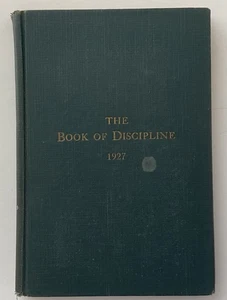 THE
BOOK OF DISCIPLINE
1927